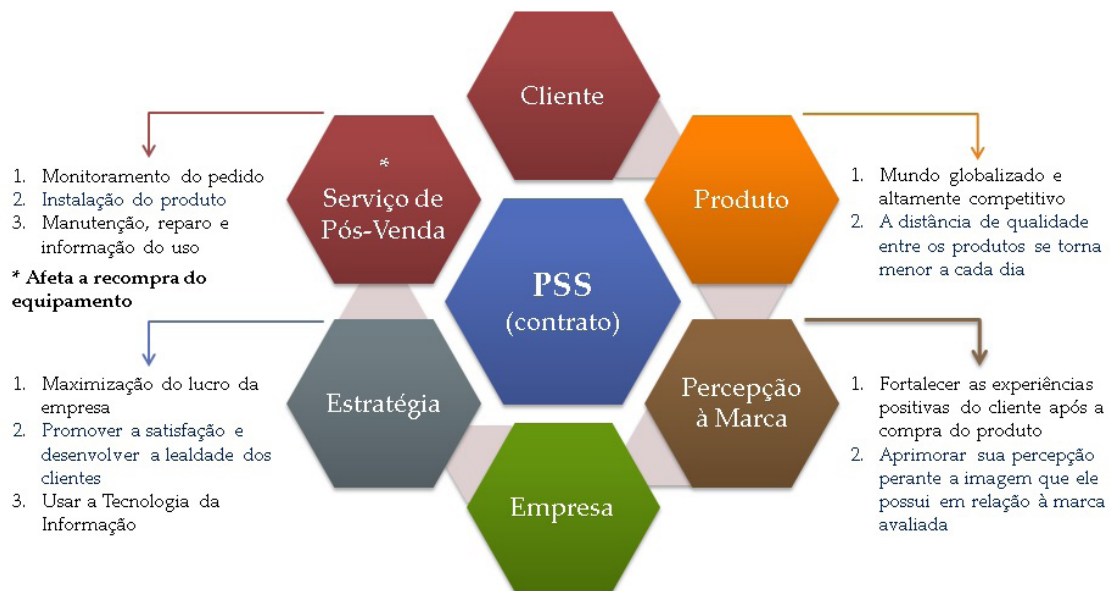 Cliente
1. Monitoramento do pedido
2. Instalação do produto
3. Manutenção, reparo e
informação do uso
* Afeta a recompra do
equipamento
*
Serviço de
Pós-Venda
Produto
1. Mundo globalizado e
altamente competitivo
2. A distância de qualidade
entre os produtos se torna
menor a cada dia
PSS
(contrato)
1. Maximização do lucro da
empresa
2. Promover a satisfação e
desenvolver a lealdade dos
clientes
3. Usar a Tecnologia da
Informação
Estratégia
Percepção
à Marca
1. Fortalecer as experiências
positivas do cliente após a
compra do produto
2. Aprimorar sua percepção
perante a imagem que ele
possui em relação à marca
avaliada
Empresa